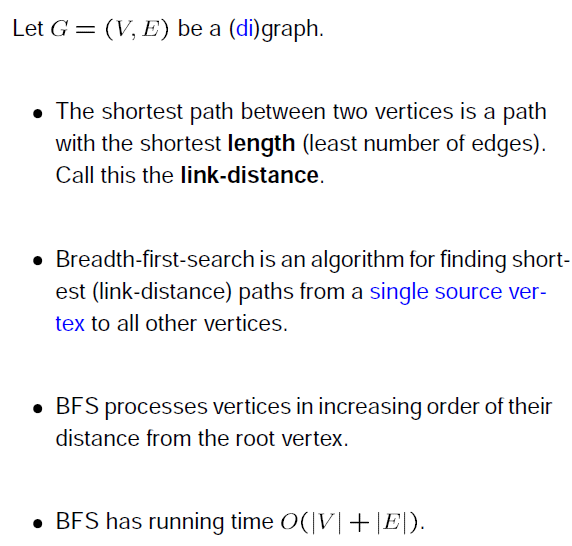 Let G = (V, E) be a (di)graph.
• The shortest path between two vertices is a path
with the shortest length (least number of edges).
Call this the link-distance.
• Breadth-first-search is an algorithm for finding short-
est (link-distance) paths from a single source ver-
tex to all other vertices.
• BFS processes vertices in increasing order of their
distance from the root vertex.
• BFS has running time O(|V| + |E|).